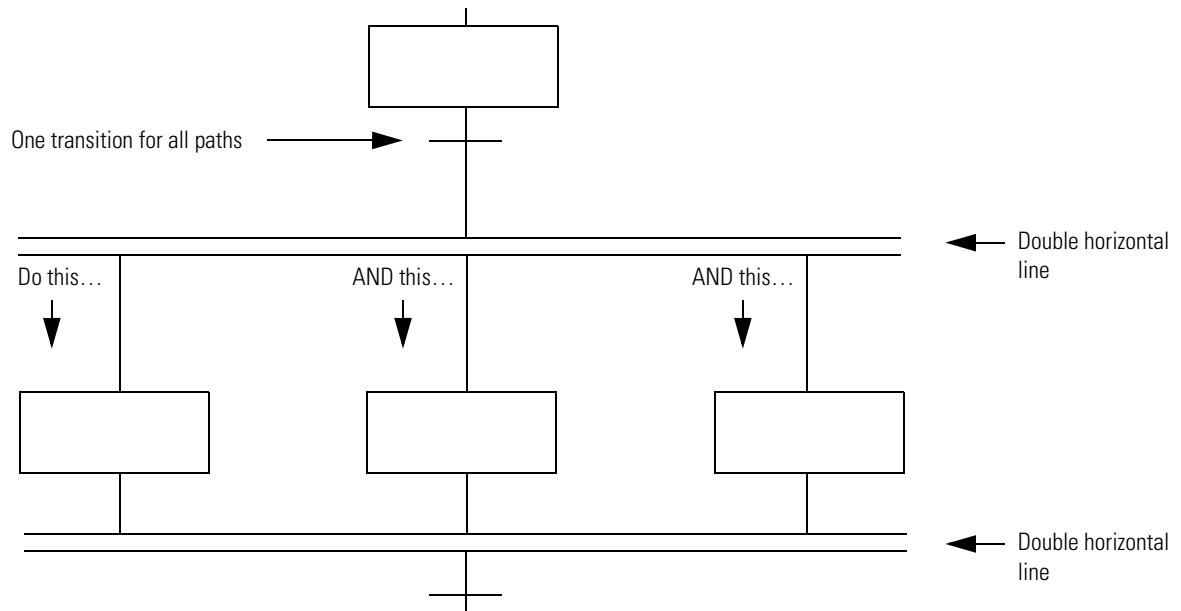 One transition for all paths
Double horizontal
line
Do this…
AND this…
AND this…
Double horizontal
line